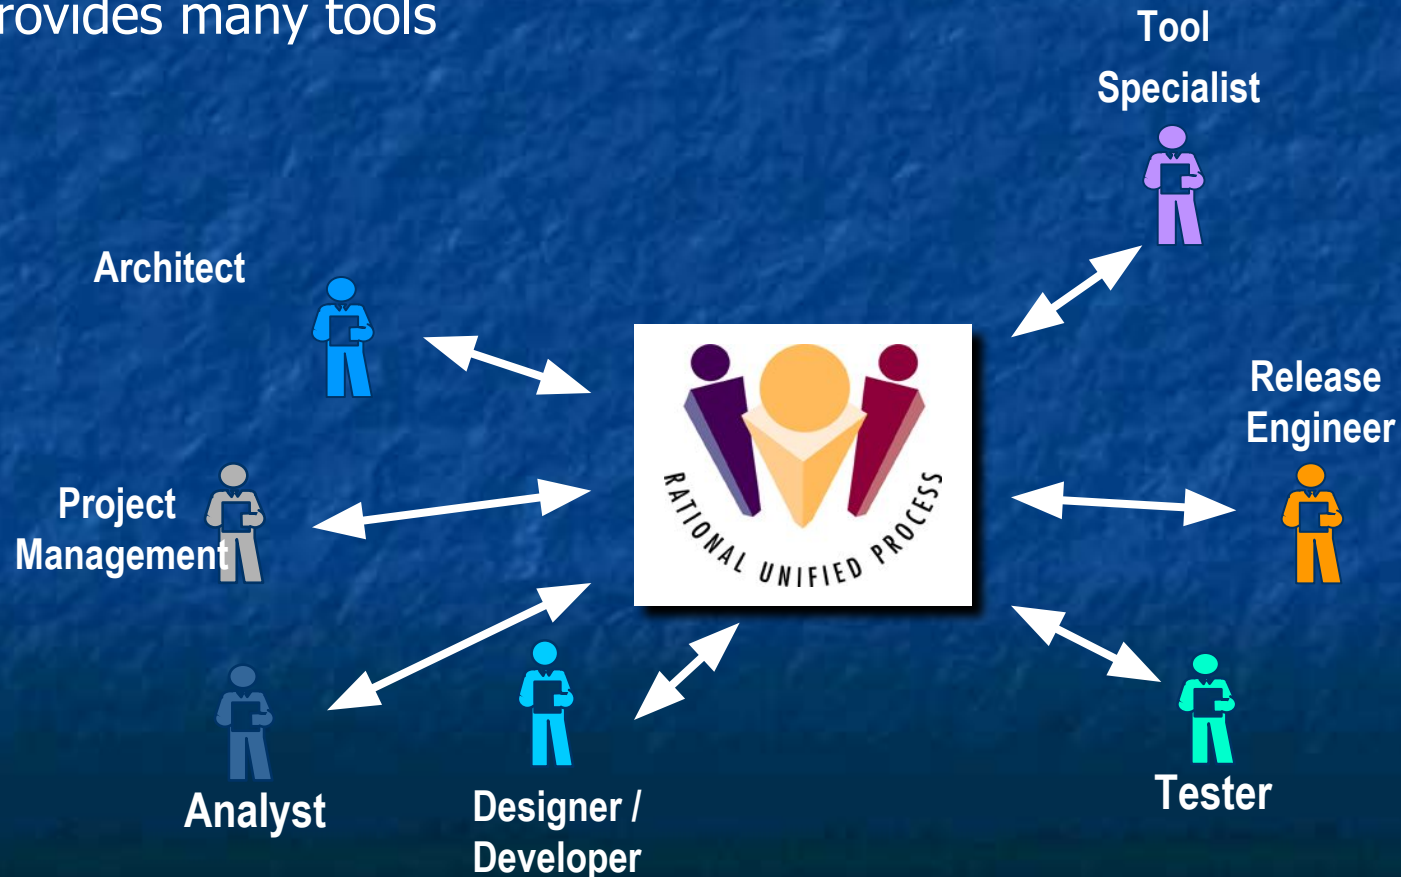 rovides many tools
Tool
Specialist
Architect
Release
Engineer
RATIONAL UNIFIED PROCESS
Project
Management
Analyst
Designer /
Developer
Tester